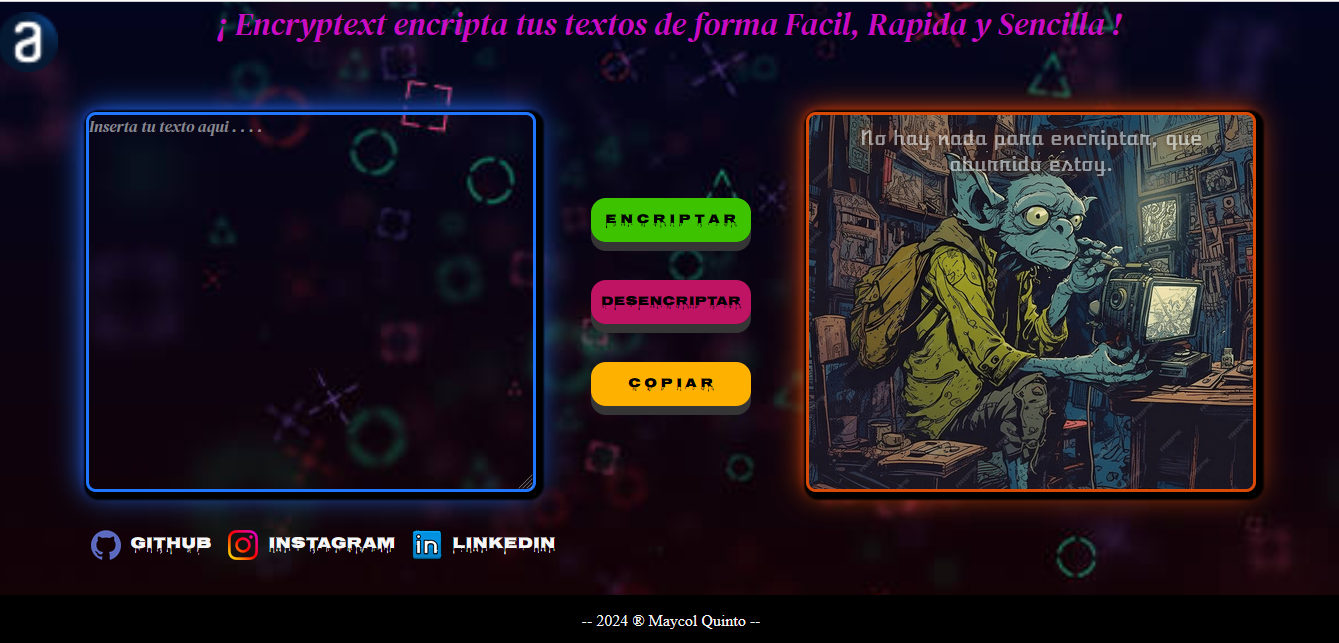 a
¡ Encryptext encripta tus textos de forma Facil, Rapida y Sencilla !
Inserta tu texto aqui . . . .
No hay nada para encriptar, que
aburrido estoy.
ENCRIPTAR
DESENCRIPTAR
COPIAR
GITHUB INSTAGRAM in LINKEDIN
-- 2024 ® Maycol Quinto --